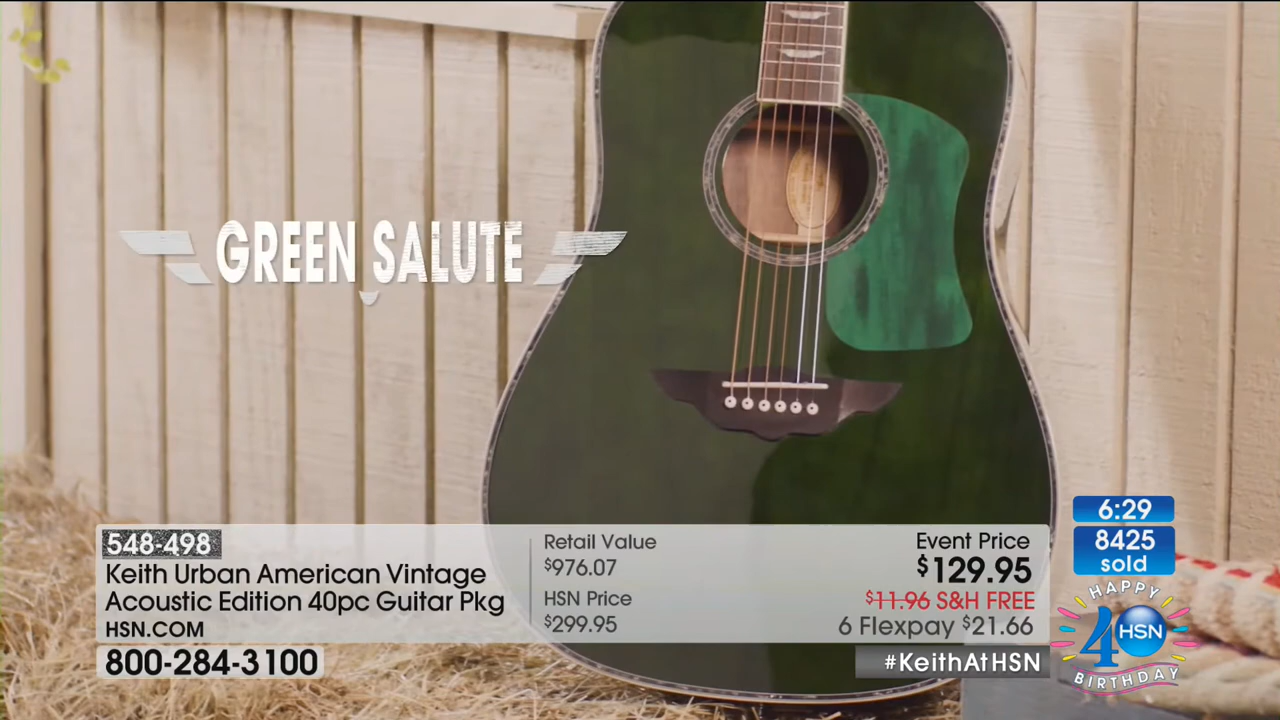 GREEN SALUTE
548-498
Keith Urban American Vintage
Acoustic Edition 40pc Guitar Pkg
HSN.COM
800-284-3100
Retail Value
$976.07
HSN Price
$299.95
Event Price
$129.95
$11.96 S&H FREE
6 Flexpay $21.66
#KeithAtHSN
6:29
8425
sold
HAPPY
40
HSN
BIRTHDAY